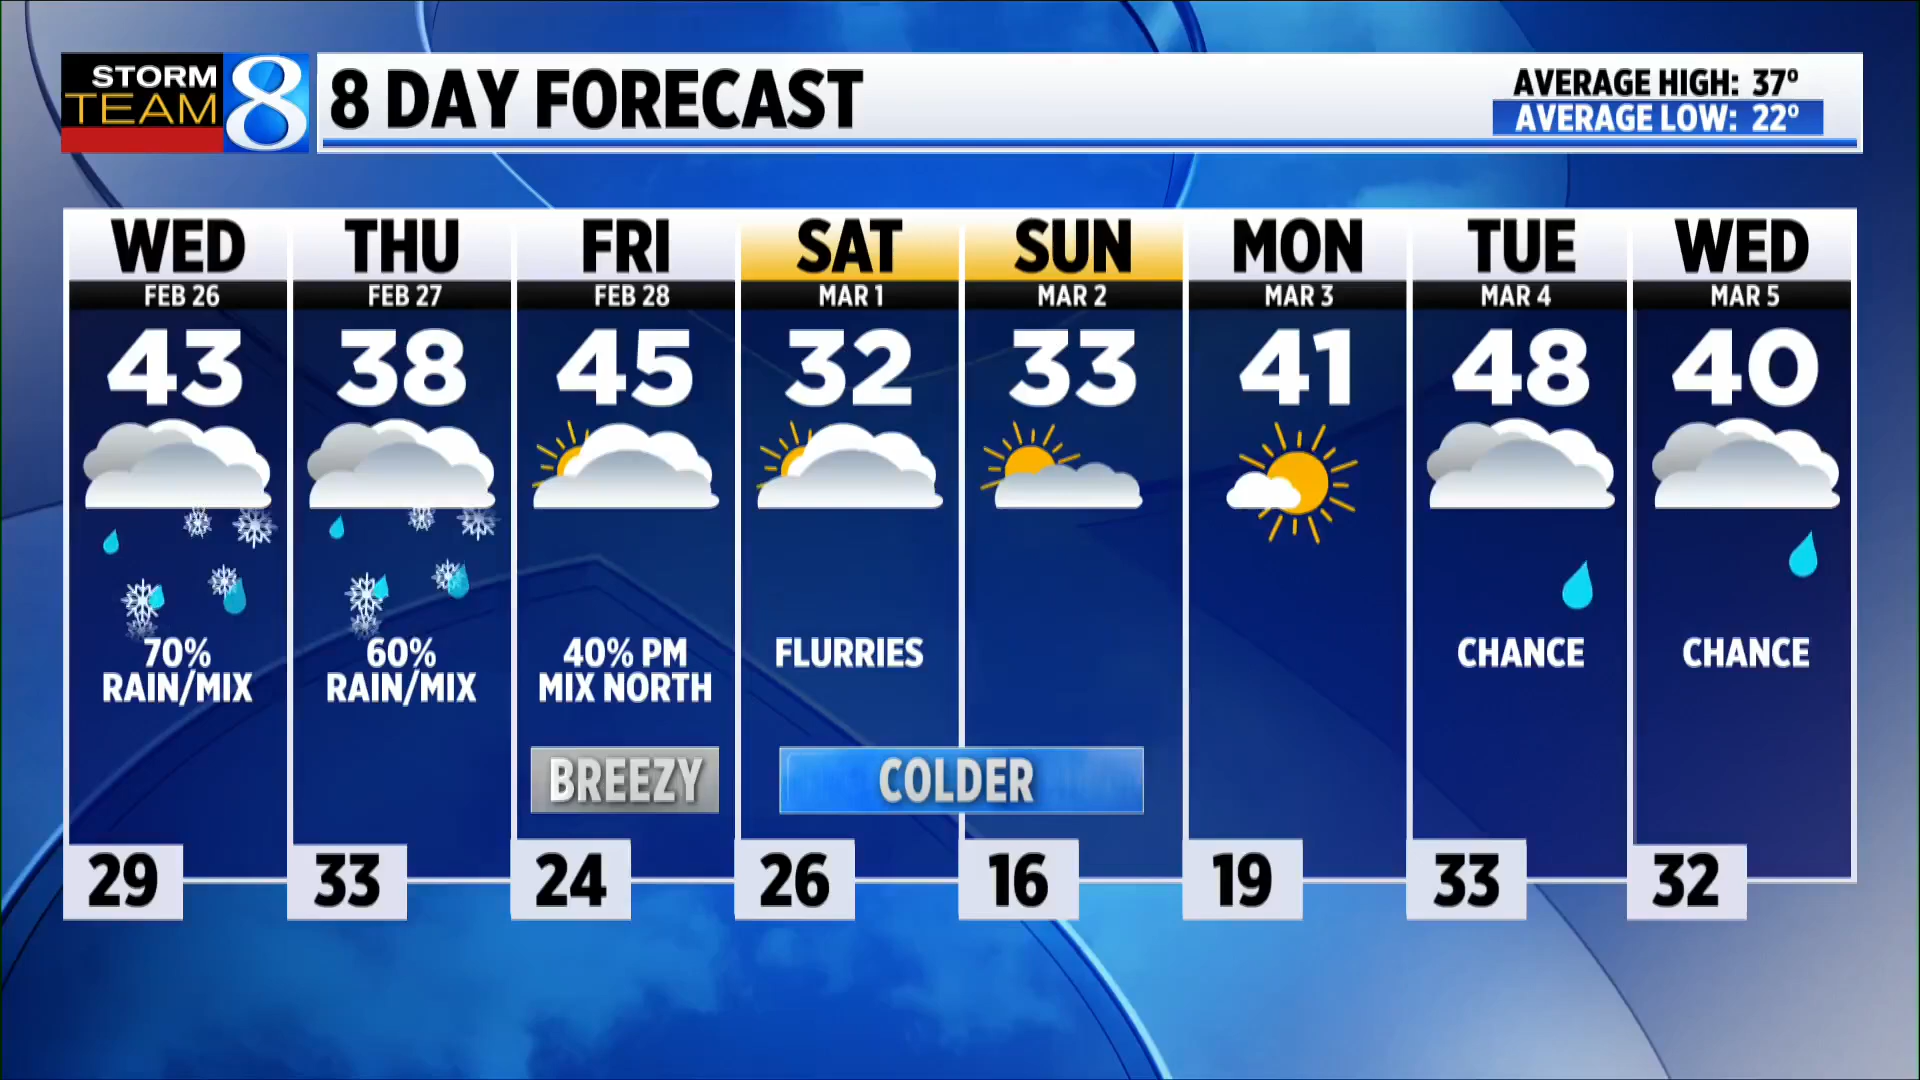 STORM
TEAM
8
8 DAY FORECAST
AVERAGE HIGH: 37°
AVERAGE LOW: 22°
WED THU FRI SAT SUN MON TUE WED
FEB 26 FEB 27 FEB 28 MAR 1 MAR 2 MAR 3 MAR 4 MAR 5
43 38 45 32 33 41 48 40
70% 60% 40% PM FLURRIES CHANCE CHANCE
RAIN/MIX RAIN/MIX MIX NORTH
BREEZY COLDER
29 33 24 26 16 19 33 32